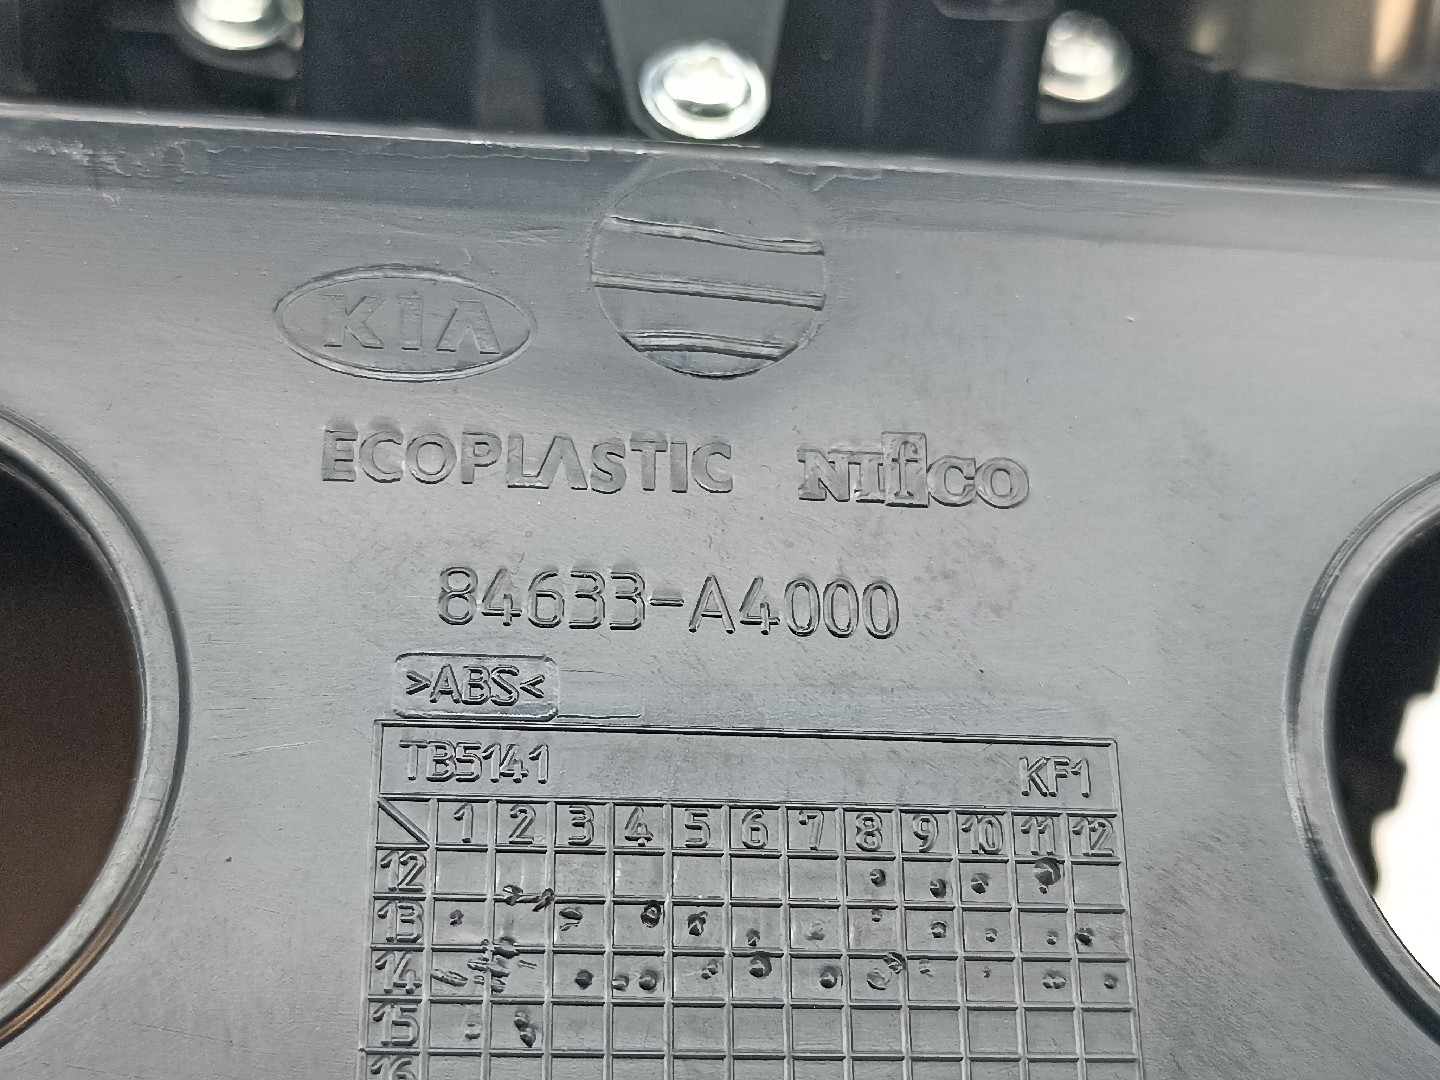 KIA
ECOPLASTIC NIfCO
84633-A4000
>ABS<
TB5141 KF1
1 2 3 4 5 6 7 8 9 10 11 12
12
13
14
15
16